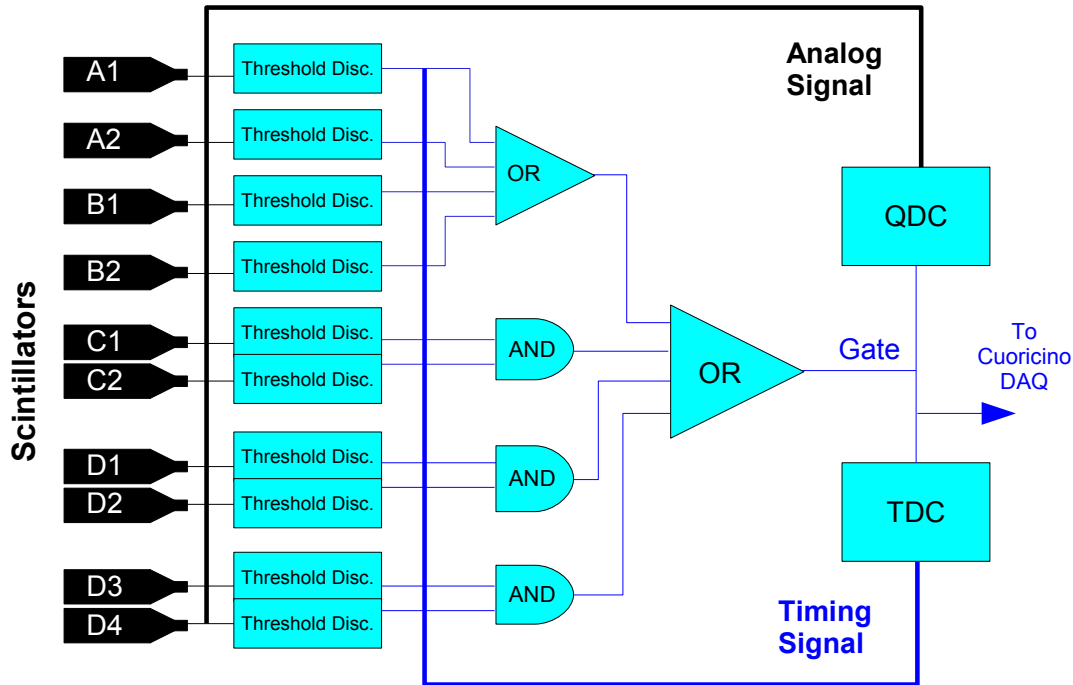 Scintillators
A1
A2
B1
B2
C1
C2
D1
D2
D3
D4
Threshold Disc.
Threshold Disc.
Threshold Disc.
Threshold Disc.
Threshold Disc.
Threshold Disc.
Threshold Disc.
Threshold Disc.
Threshold Disc.
Threshold Disc.
OR
AND
AND
AND
OR
Analog
Signal
QDC
Gate
To
Cuoricino
DAQ
TDC
Timing
Signal